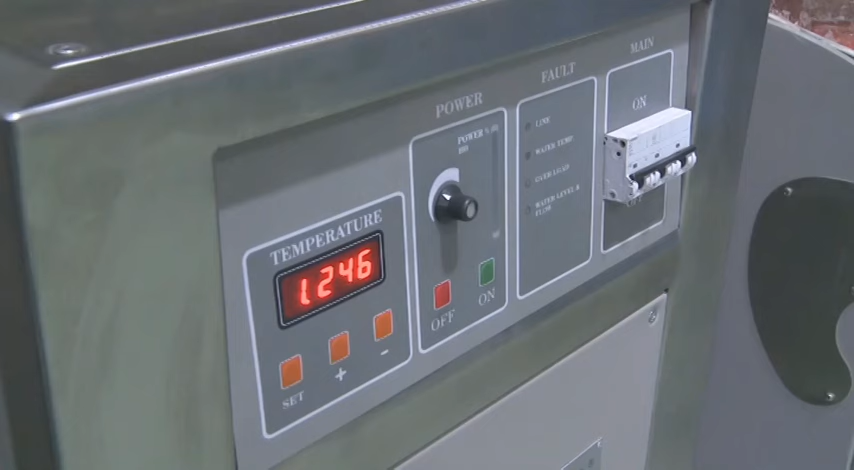 TEMPERATURE
1246
SET
+
-
POWER
POWER %
OFF
ON
FAULT
LINE
WATER TEMP
OVER LOAD
WATER LEVEL &
FLOW
MAIN
ON